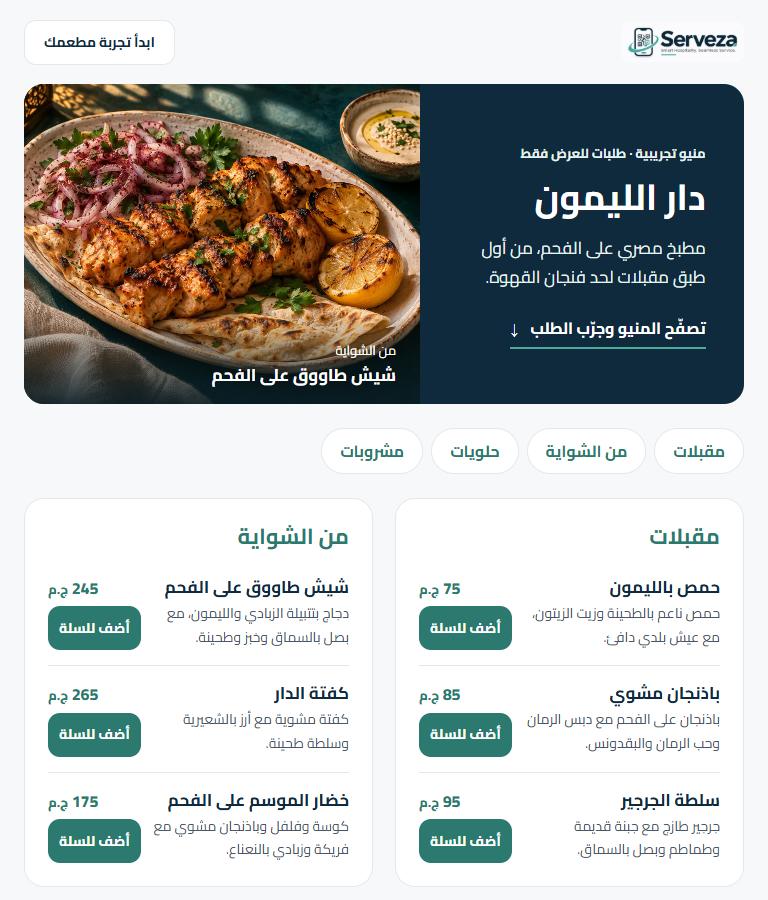 Serveza
Smart Hospitality, Seamless Service.
ابدأ تجربة مطعمك
منيو تجريبية · طلبات للعرض فقط
دار الليمون
مطبخ مصري على الفحم، من أول
طبق مقبلات لحد فنجان القهوة.
تصفّح المنيو وجرّب الطلب ↓
من الشواية
شيش طاووق على الفحم
مقبلات
من الشواية
حلويات
مشروبات
مقبلات
حمص بالليمون
75 ج.م
حمص ناعم بالطحينة وزيت الزيتون،
مع عيش بلدي دافئ.
أضف للسلة
باذنجان مشوي
85 ج.م
باذنجان على الفحم مع دبس الرمان
وحب الرمان والبقدونس.
أضف للسلة
سلطة الجرجير
95 ج.م
جرجير طازج مع جبنة قديمة
وطماطم وبصل بالسماق.
أضف للسلة
من الشواية
شيش طاووق على الفحم
245 ج.م
دجاج بتتبيلة الزبادي والليمون، مع
بصل بالسماق وخبز وطحينة.
أضف للسلة
كفتة الدار
265 ج.م
كفتة مشوية مع أرز بالشعيرية
وسلطة طحينة.
أضف للسلة
خضار الموسم على الفحم
175 ج.م
كوسة وفلفل وباذنجان مشوي مع
فريكة وزبادي بالنعناع.
أضف للسلة